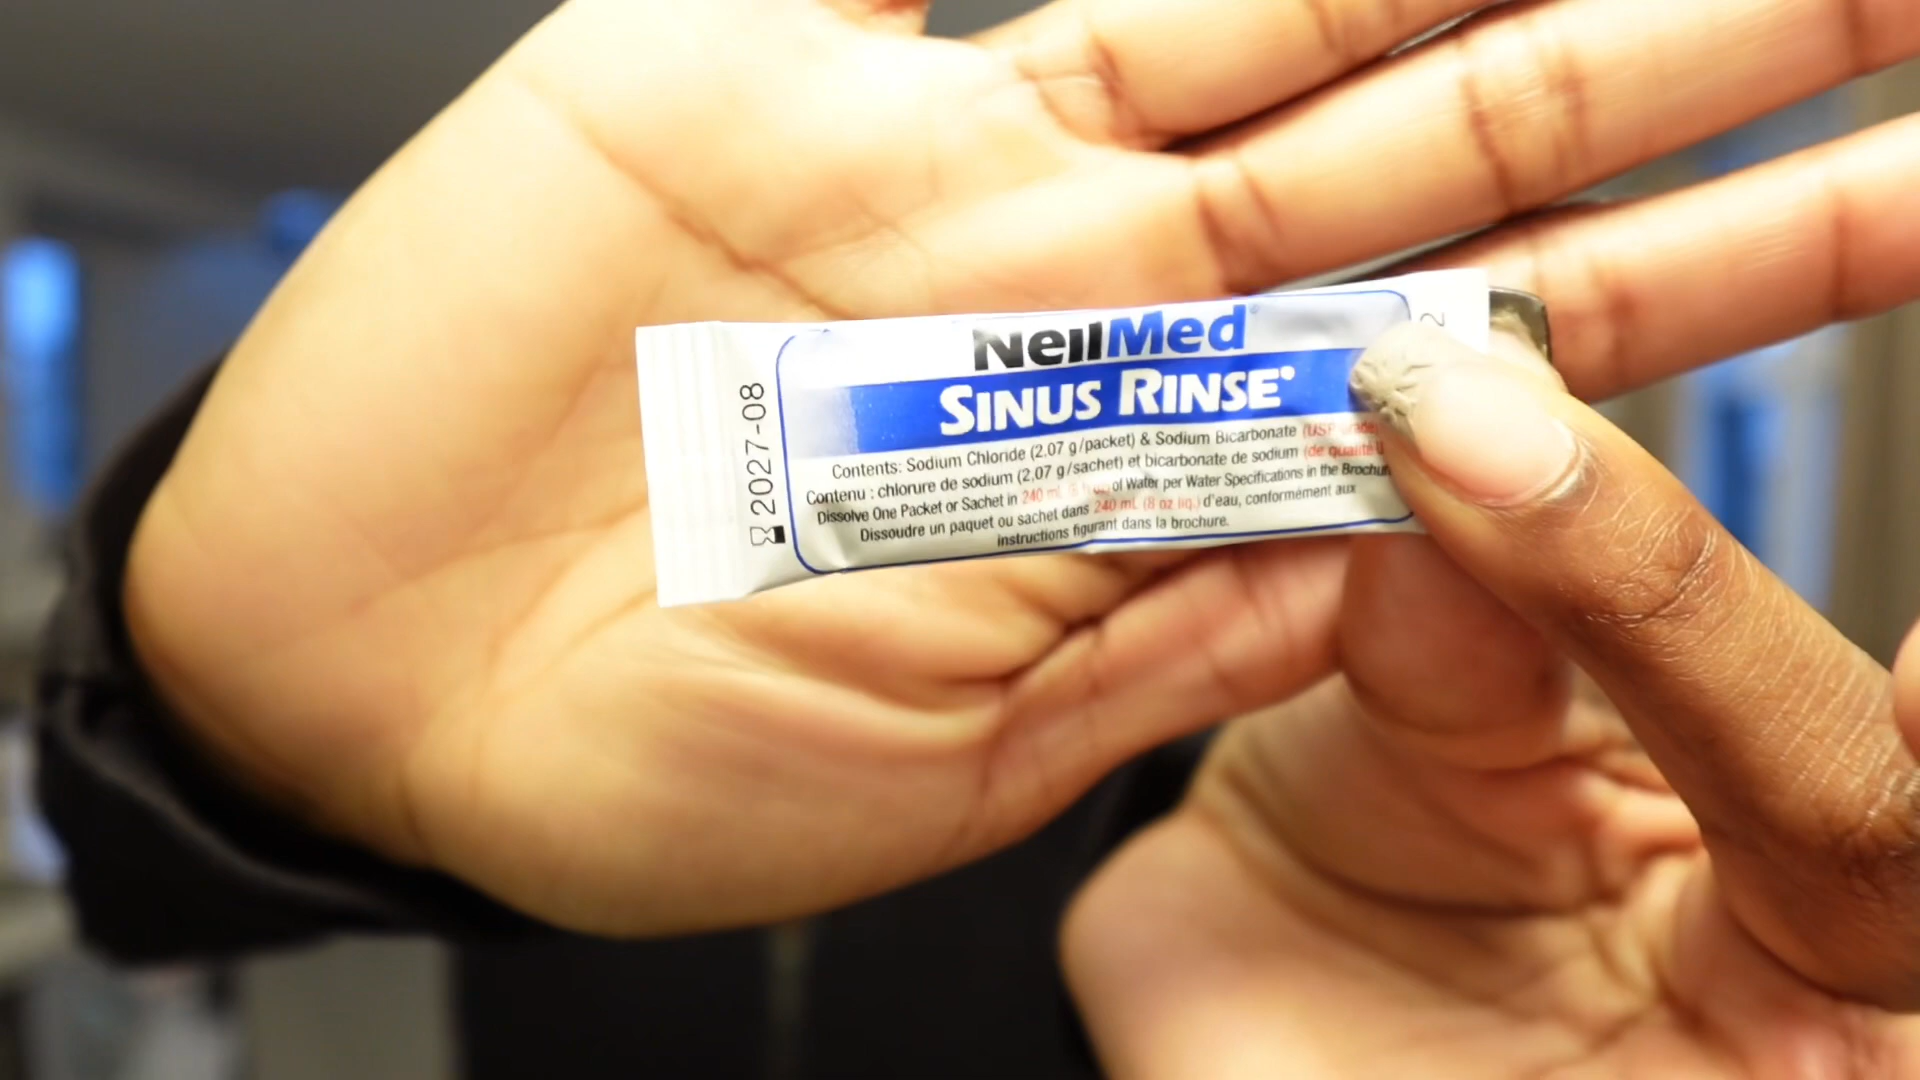 NeilMed®
SINUS RINSE®
Contents: Sodium Chloride (2.07 g/packet) & Sodium Bicarbonate (USP
Contenu : chlorure de sodium (2,07 g/sachet) et bicarbonate de sodium (de qualité
Dissolve One Packet or Sachet in 240 mL of Water per Water Specifications in the
Dissoudre un paquet ou sachet dans 240 mL (8 oz liq.) d'eau, conformément aux
instructions figurant dans la brochure.
2027-08